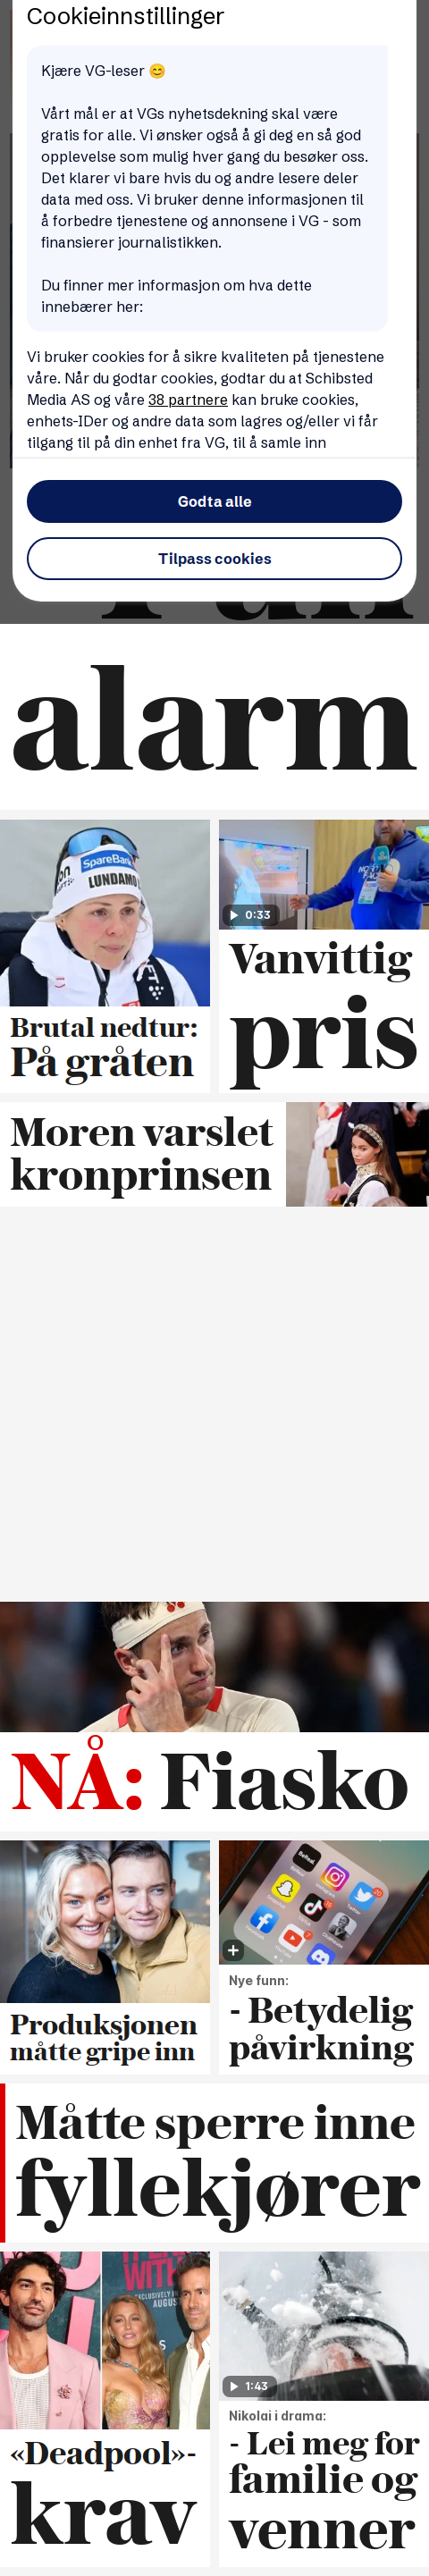 Cookieinnstillinger
Kjære VG-leser 😊
Vårt mål er at VGs nyhetsdekning skal være
gratis for alle. Vi ønsker også å gi deg en så god
opplevelse som mulig hver gang du besøker oss.
Det klarer vi bare hvis du og andre lesere deler
data med oss. Vi bruker denne informasjonen til
å forbedre tjenestene og annonsene i VG - som
finansierer journalistikken.
Du finner mer informasjon om hva dette
innebærer her:
Vi bruker cookies for å sikre kvaliteten på tjenestene
våre. Når du godtar cookies, godtar du at Schibsted
Media AS og våre 38 partnere kan bruke cookies,
enhets-IDer og andre data som lagres og/eller vi får
tilgang til på din enhet fra VG, til å samle inn
Godta alle
Tilpass cookies
alarm
SpareBank
LUNDAMO
0:33
Brutal nedtur:
På gråten
Vanvittig
pris
Moren varslet
kronprinsen
NÅ: Fiasko
Produksjonen
måtte gripe inn
Nye funn:
- Betydelig
påvirkning
Måtte sperre inne
fyllekjører
«Deadpool»-
krav
1:43
Nikolai i drama:
- Lei meg for
familie og
venner